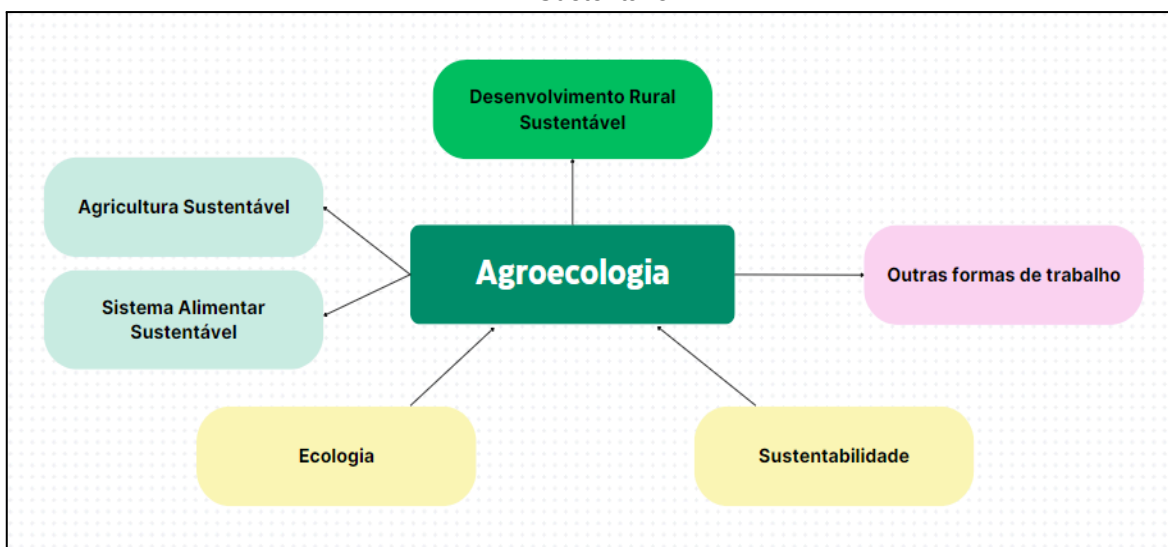 Desenvolvimento Rural
Sustentável
Agricultura Sustentável
Agroecologia
Outras formas de trabalho
Sistema Alimentar
Sustentável
Ecologia
Sustentabilidade